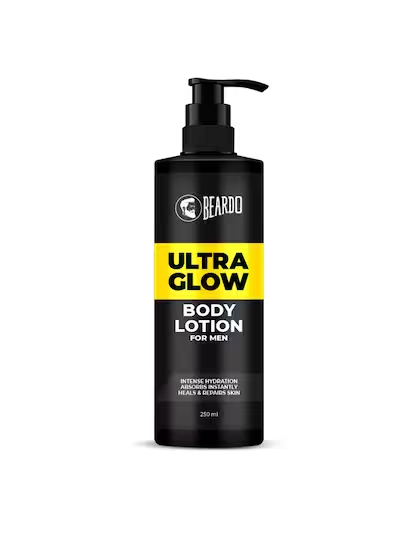 BEARDO
ULTRA
GLOW
BODY
LOTION
FOR MEN
INTENSE HYDRATION
ABSORBS INSTANTLY
HEALS & REPAIRS SKIN
250 ml